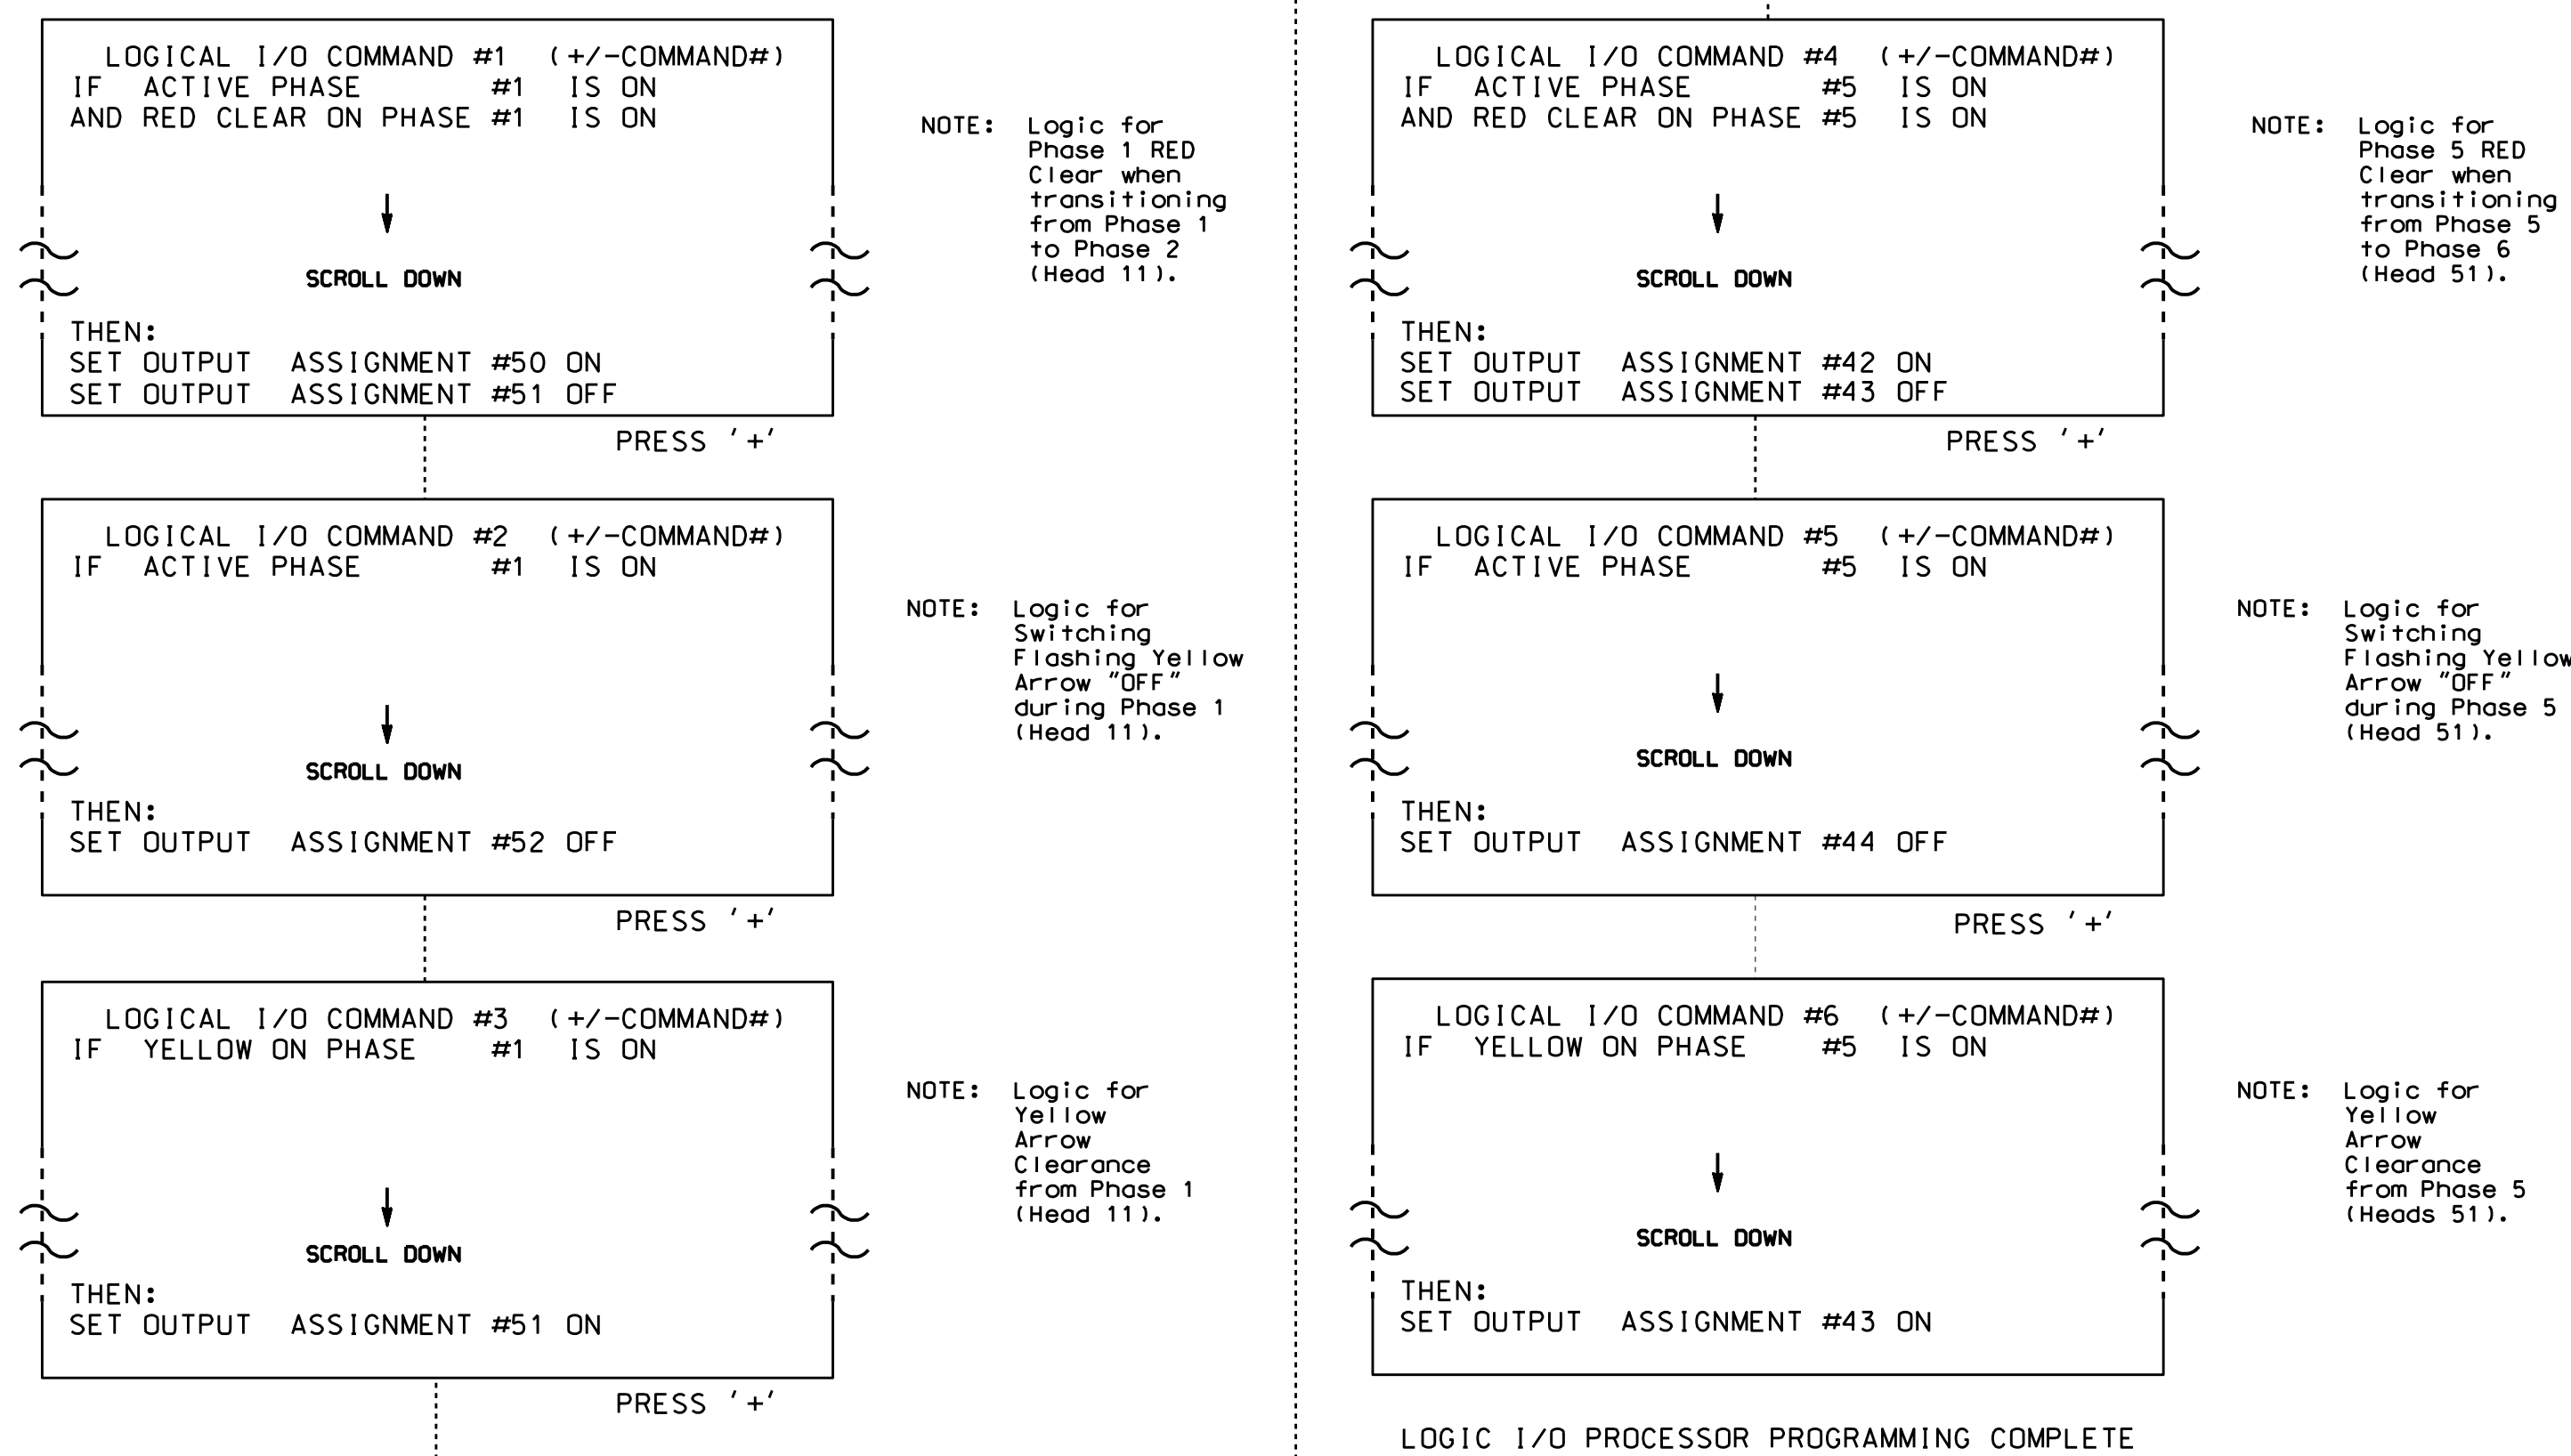 LOGICAL I/O COMMAND #1 (+/-COMMAND#)
IF ACTIVE PHASE #1 IS ON
AND RED CLEAR ON PHASE #1 IS ON
SCROLL DOWN
THEN:
SET OUTPUT ASSIGNMENT #50 ON
SET OUTPUT ASSIGNMENT #51 OFF
PRESS '+'
NOTE: Logic for
Phase 1 RED
Clear when
transitioning
from Phase 1
to Phase 2
(Head 11).
LOGICAL I/O COMMAND #2 (+/-COMMAND#)
IF ACTIVE PHASE #1 IS ON
SCROLL DOWN
THEN:
SET OUTPUT ASSIGNMENT #52 OFF
PRESS '+'
NOTE: Logic for
Switching
Flashing Yellow
Arrow "OFF"
during Phase 1
(Head 11).
LOGICAL I/O COMMAND #3 (+/-COMMAND#)
IF YELLOW ON PHASE #1 IS ON
SCROLL DOWN
THEN:
SET OUTPUT ASSIGNMENT #51 ON
PRESS '+'
NOTE: Logic for
Yellow
Arrow
Clearance
from Phase 1
(Head 11).
LOGICAL I/O COMMAND #4 (+/-COMMAND#)
IF ACTIVE PHASE #5 IS ON
AND RED CLEAR ON PHASE #5 IS ON
SCROLL DOWN
THEN:
SET OUTPUT ASSIGNMENT #42 ON
SET OUTPUT ASSIGNMENT #43 OFF
PRESS '+'
NOTE: Logic for
Phase 5 RED
Clear when
transitioning
from Phase 5
to Phase 6
(Head 51).
LOGICAL I/O COMMAND #5 (+/-COMMAND#)
IF ACTIVE PHASE #5 IS ON
SCROLL DOWN
THEN:
SET OUTPUT ASSIGNMENT #44 OFF
PRESS '+'
NOTE: Logic for
Switching
Flashing Yellow
Arrow "OFF"
during Phase 5
(Head 51).
LOGICAL I/O COMMAND #6 (+/-COMMAND#)
IF YELLOW ON PHASE #5 IS ON
SCROLL DOWN
THEN:
SET OUTPUT ASSIGNMENT #43 ON
NOTE: Logic for
Yellow
Arrow
Clearance
from Phase 5
(Heads 51).
LOGIC I/O PROCESSOR PROGRAMMING COMPLETE